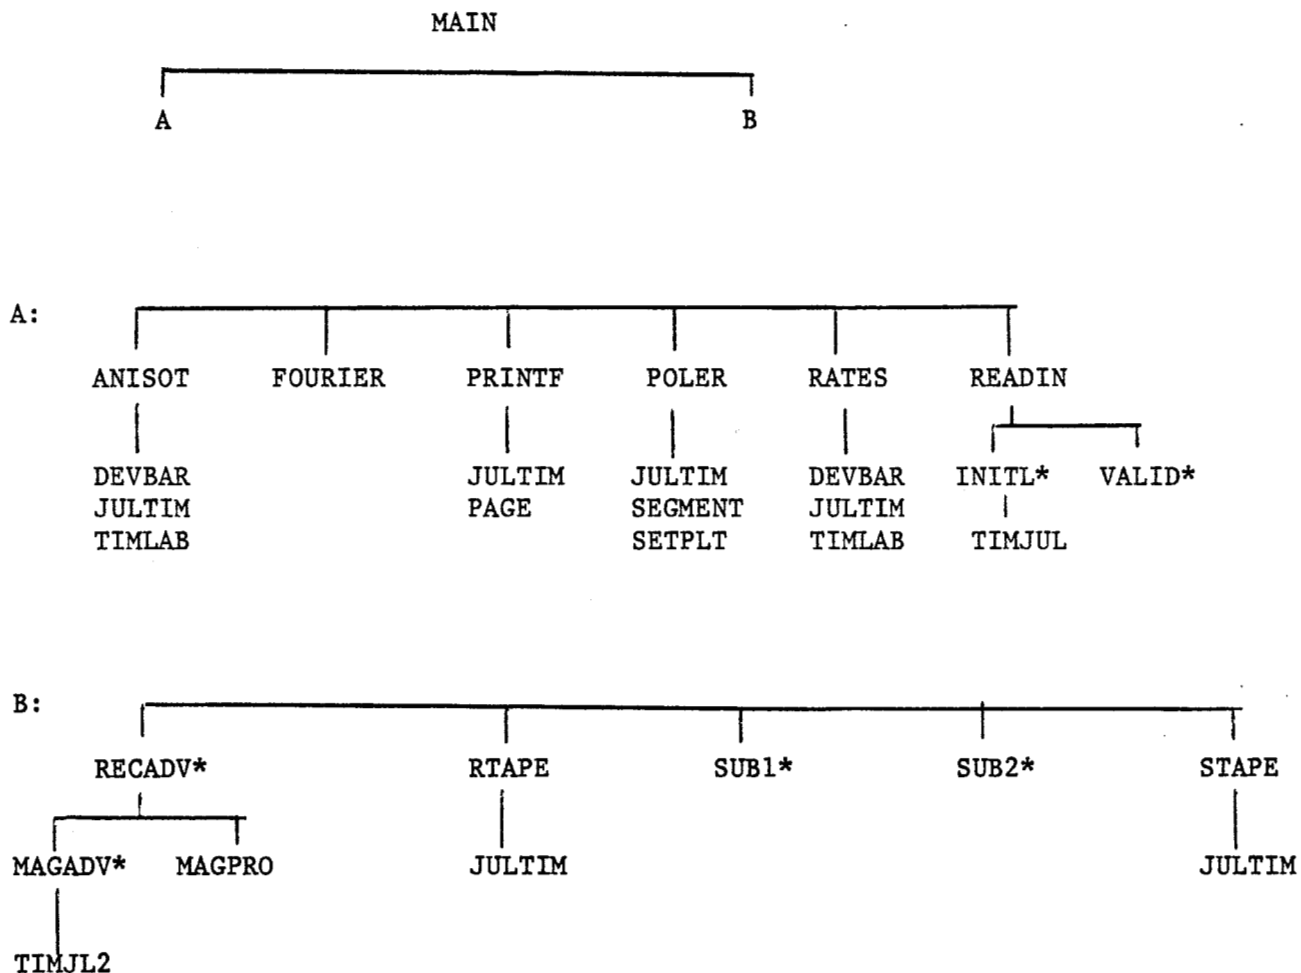 MAIN
A B
A:
ANISOT FOURIER PRINTF POLER RATES READIN
DEVBAR JULTIM JULTIM DEVBAR INITL* VALID*
JULTIM PAGE SEGMENT JULTIM
TIMLAB SETPLT TIMLAB TIMJUL
B:
RECADV* RTAPE SUB1* SUB2* STAPE
MAGADV* MAGPRO JULTIM JULTIM
TIMJL2